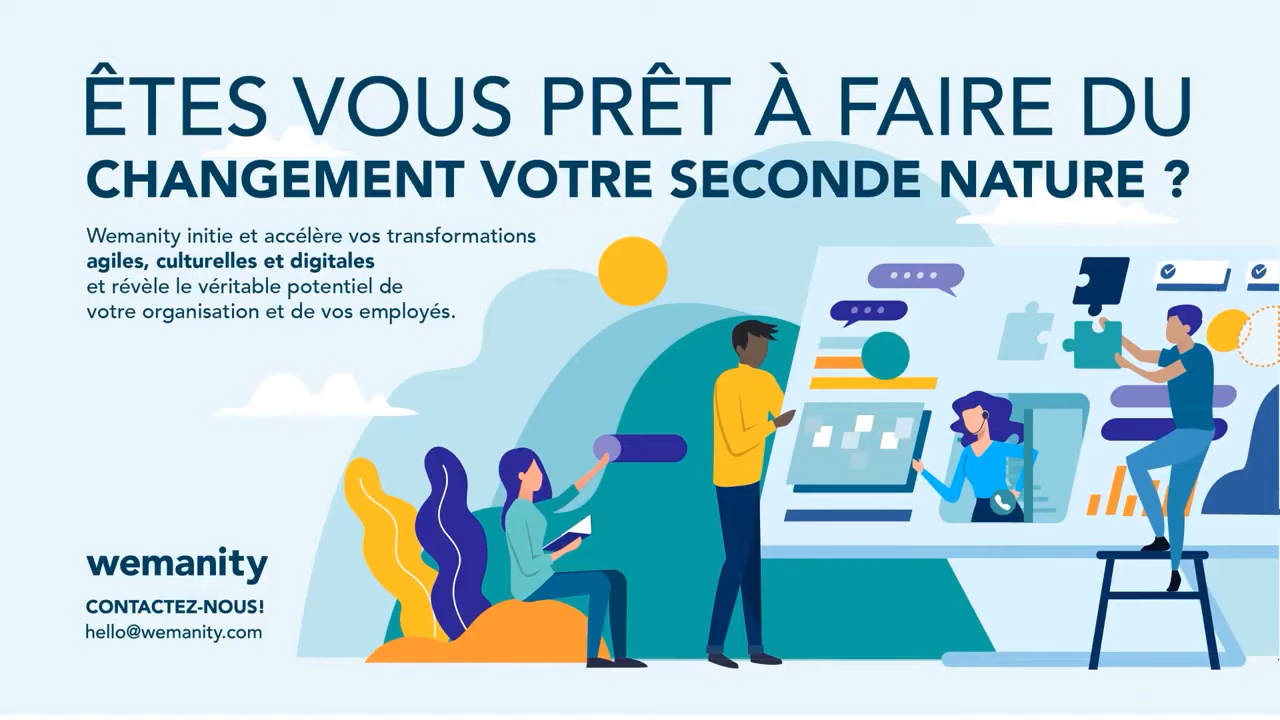 ÊTES VOUS PRÊT À FAIRE DU
CHANGEMENT VOTRE SECONDE NATURE ?
Wemanity initie et accélère vos transformations
agiles, culturelles et digitales
et révèle le véritable potentiel de
votre organisation et de vos employés.
wemanity
CONTACTEZ-NOUS!
hello@wemanity.com